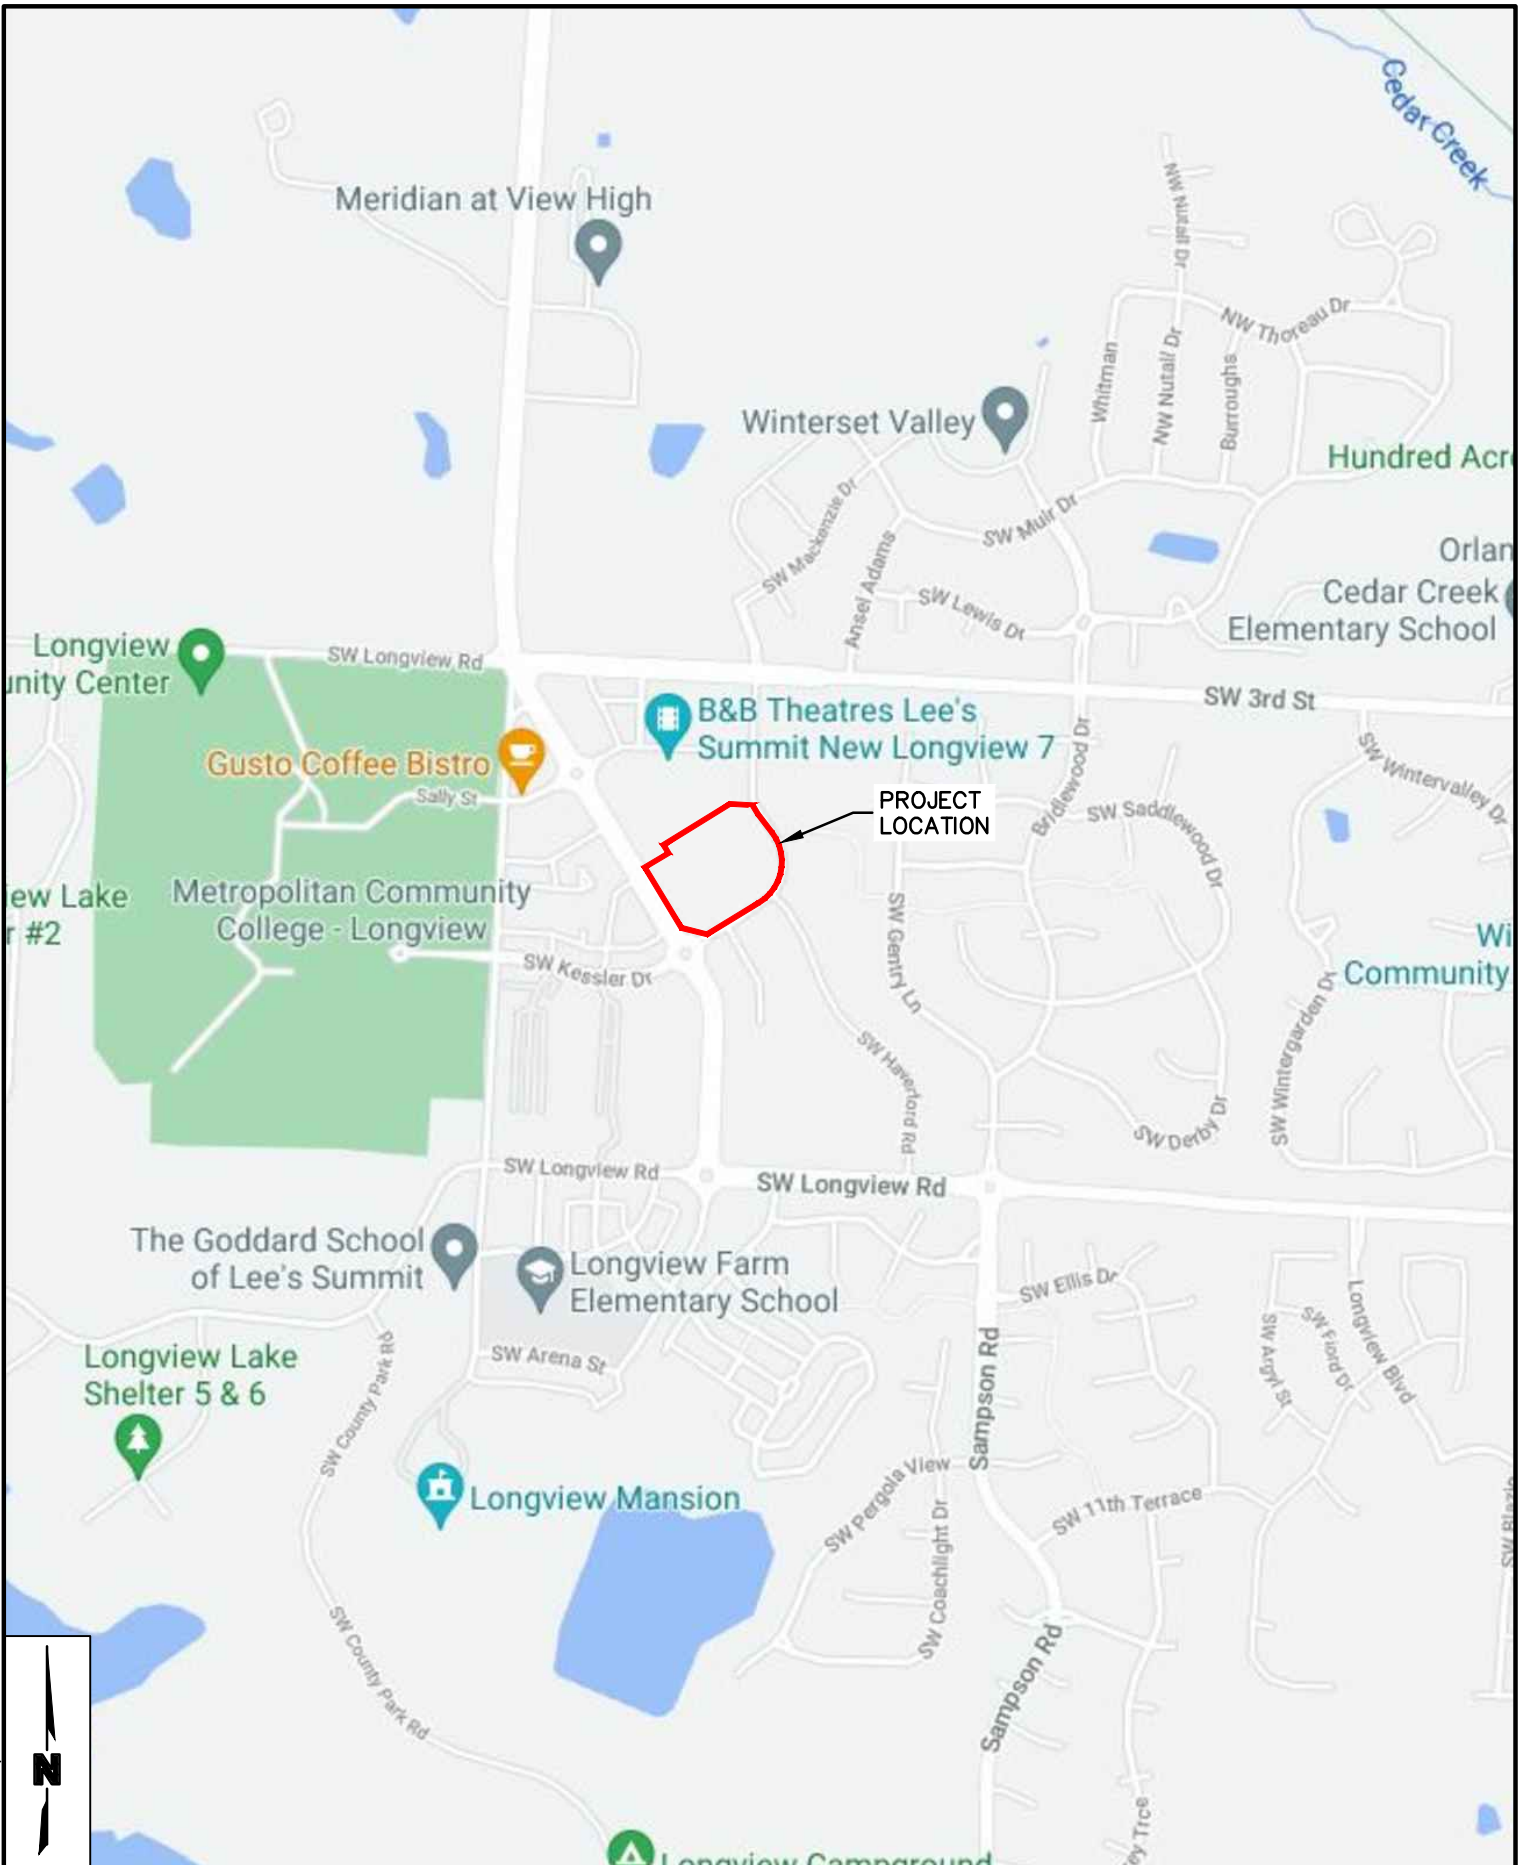 Cedar Creek
Meridian at View High
NW Nutall Dr
NW Thoreau Dr
Whitman
NW Nutall Dr
Burroughs
Winterset Valley
Hundred Acr
SW Mackenzie Dr
SW Muir Dr
Ansel Adams
SW Lewis Dr
Orlan
Cedar Creek
Elementary School
Longview
unity Center
SW Longview Rd
SW 3rd St
B&B Theatres Lee's
Summit New Longview 7
Gusto Coffee Bistro
Sally St
Bridlewood Dr
SW Wintervalley Dr
PROJECT
LOCATION
SW Saddlewood Dr
iew Lake
r #2
Metropolitan Community
College - Longview
SW Gentry Ln
SW Kessler Dr
Wi
Community
SW Wintergarden Dr
SW Haverford Rd
SW Derby Dr
SW Longview Rd
SW Longview Rd
The Goddard School
of Lee's Summit
Longview Farm
Elementary School
SW Ellis Dr
SW Arena St
Longview Lake
Shelter 5 & 6
SW County Park Rd
Sampson Rd
SW Argyl St
SW Fiord Dr
Longview Blvd
Longview Mansion
SW Pergola View
SW 11th Terrace
SW Coachlight Dr
SW Blazin
SW County Park Rd
Sampson Rd
N
ey Trce
Longview Campground